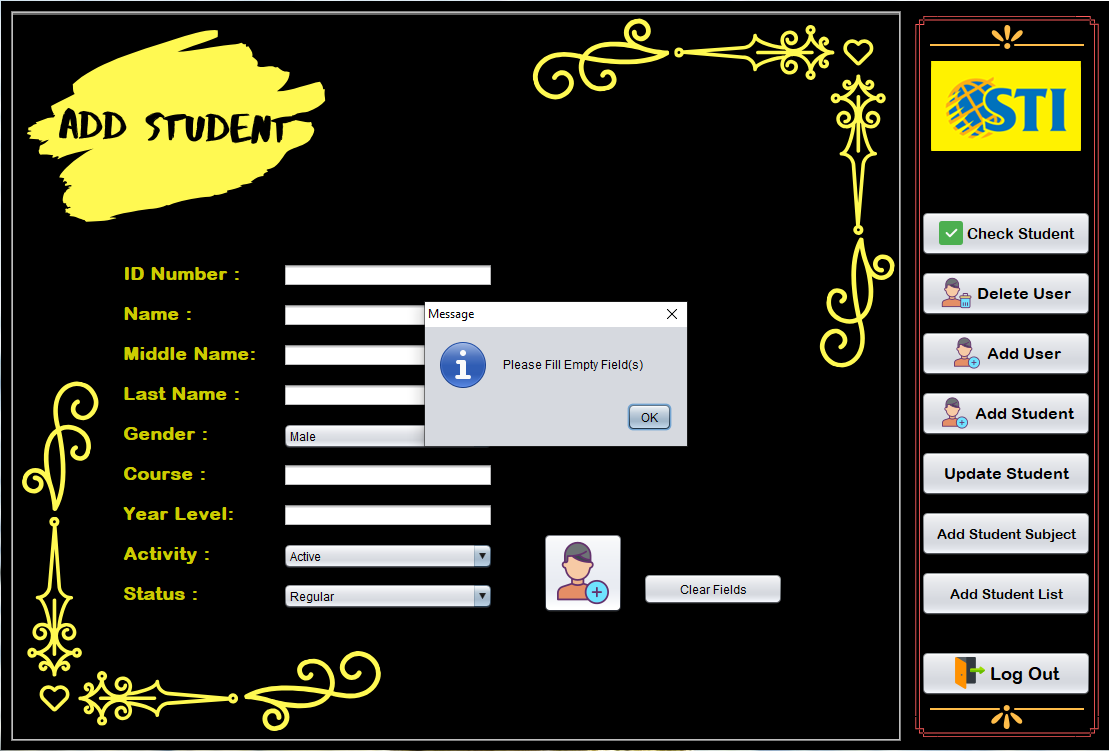 ADD STUDENT
ID Number :
Name :
Middle Name:
Last Name :
Gender :
Male
Course :
Year Level:
Activity :
Active
Status :
Regular
Clear Fields
Message
Please Fill Empty Field(s)
OK
STI
Check Student
Delete User
Add User
Add Student
Update Student
Add Student Subject
Add Student List
Log Out